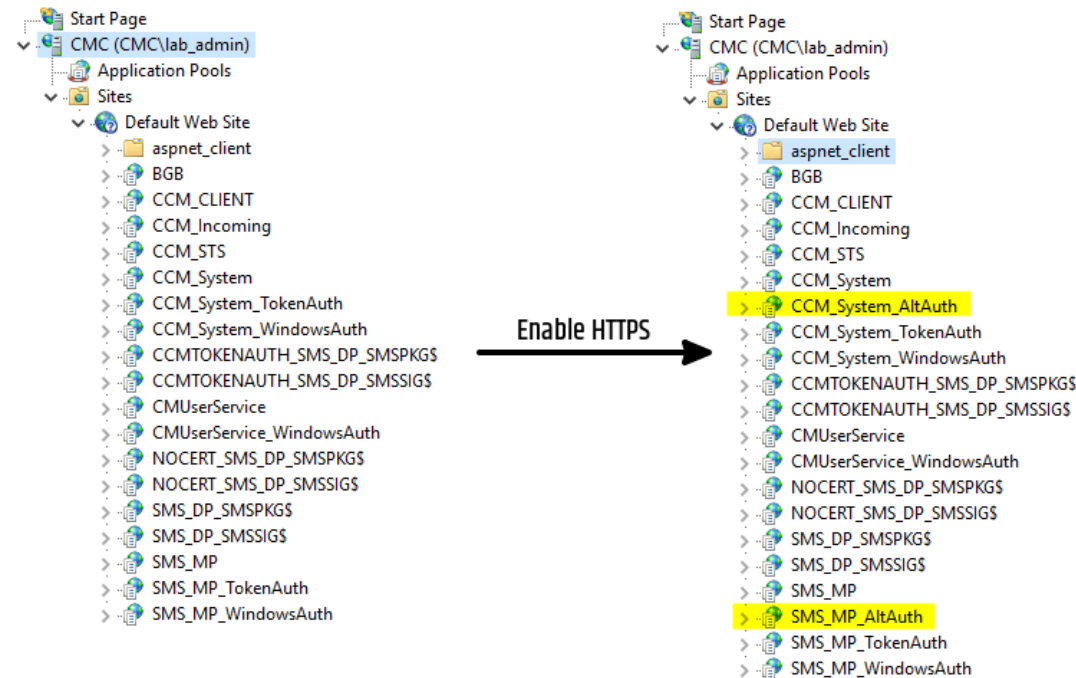 Start Page
CMC (CMC\lab_admin)
Application Pools
Sites
Default Web Site
aspnet_client
BGB
CCM_CLIENT
CCM_Incoming
CCM_STS
CCM_System
CCM_System_TokenAuth
CCM_System_WindowsAuth
CCMTOKENAUTH_SMS_DP_SMSPKG$
CCMTOKENAUTH_SMS_DP_SMSSIG$
CMUserService
CMUserService_WindowsAuth
NOCERT_SMS_DP_SMSPKG$
NOCERT_SMS_DP_SMSSIG$
SMS_DP_SMSPKG$
SMS_DP_SMSSIG$
SMS_MP
SMS_MP_TokenAuth
SMS_MP_WindowsAuth
Enable HTTPS
Start Page
CMC (CMC\lab_admin)
Application Pools
Sites
Default Web Site
aspnet_client
BGB
CCM_CLIENT
CCM_Incoming
CCM_STS
CCM_System
CCM_System_AltAuth
CCM_System_TokenAuth
CCM_System_WindowsAuth
CCMTOKENAUTH_SMS_DP_SMSPKG$
CCMTOKENAUTH_SMS_DP_SMSSIG$
CMUserService
CMUserService_WindowsAuth
NOCERT_SMS_DP_SMSPKG$
NOCERT_SMS_DP_SMSSIG$
SMS_DP_SMSPKG$
SMS_DP_SMSSIG$
SMS_MP
SMS_MP_AltAuth
SMS_MP_TokenAuth
SMS_MP_WindowsAuth